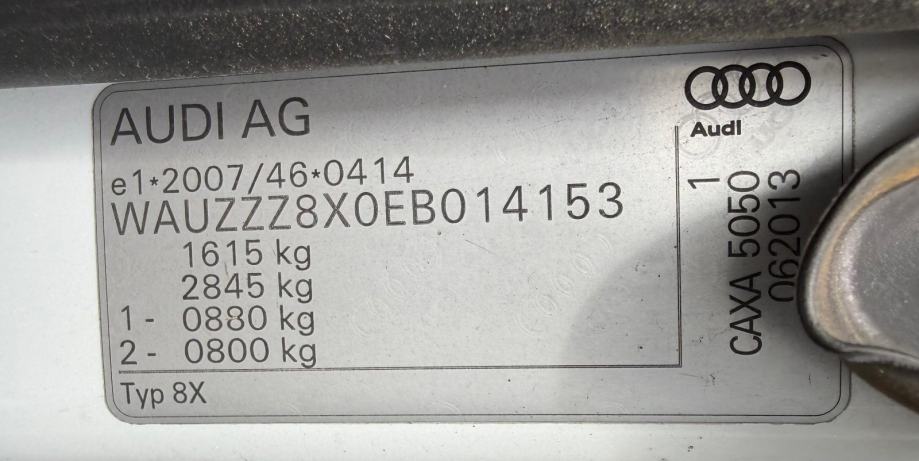 AUDI AG
e1*2007/46*0414
WAUZZZ8X0EB014153
1615 kg
2845 kg
1 - 0880 kg
2 - 0800 kg
Typ 8X
Audi
1
CAXA 5050
062013